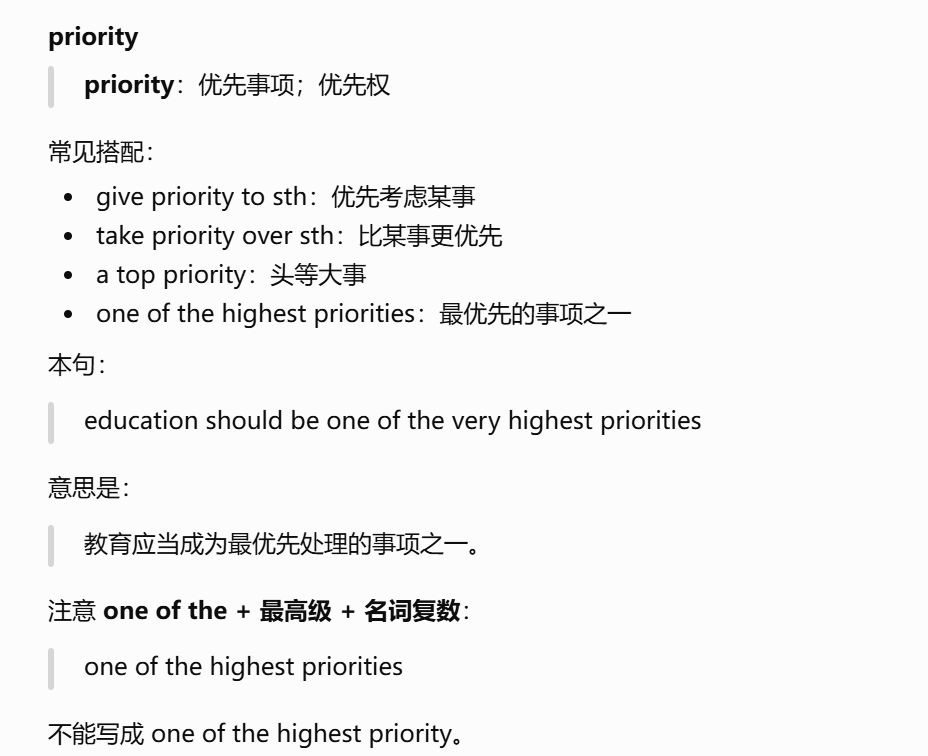 priority
priority：优先事项；优先权
常见搭配：
• give priority to sth：优先考虑某事
• take priority over sth：比某事更优先
• a top priority：头等大事
• one of the highest priorities：最优先的事项之一
本句：
education should be one of the very highest priorities
意思是：
教育应当成为最优先处理的事项之一。
注意 one of the + 最高级 + 名词复数：
one of the highest priorities
不能写成 one of the highest priority。